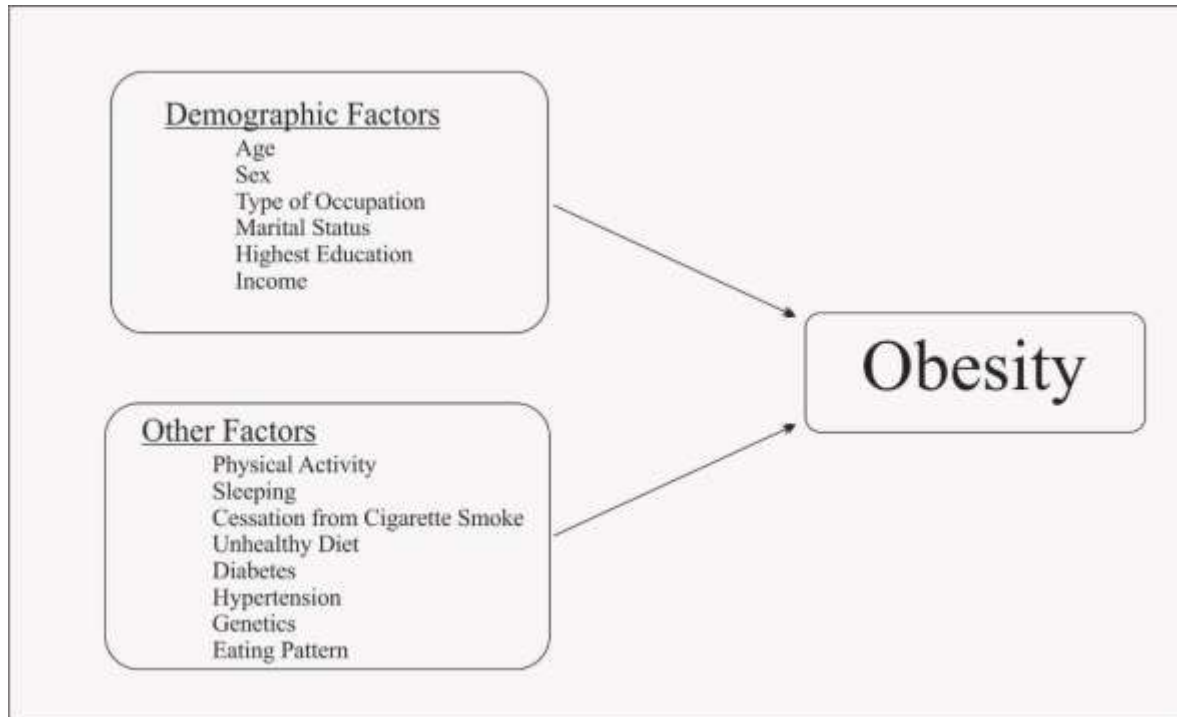 Demographic Factors
Age
Sex
Type of Occupation
Marital Status
Highest Education
Income
Other Factors
Physical Activity
Sleeping
Cessation from Cigarette Smoke
Unhealthy Diet
Diabetes
Hypertension
Genetics
Eating Pattern
Obesity